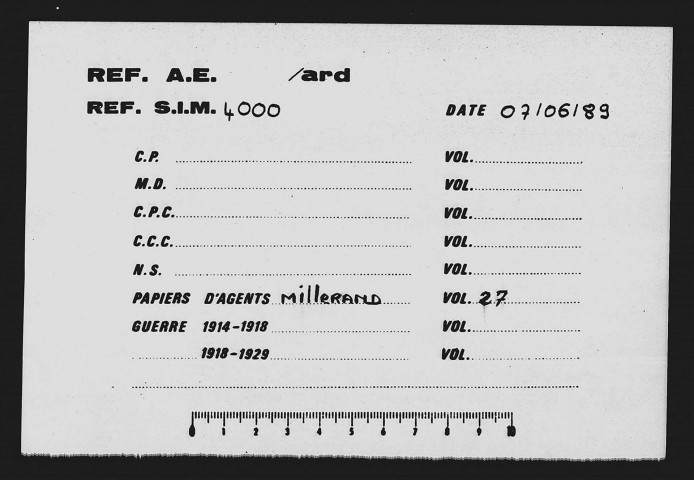 REF. A.E. /ard
REF. S.I.M. 4000 DATE 07/06/89
C.P. VOL.
M.D. VOL.
C.P.C. VOL.
C.C.C. VOL.
N.S. VOL.
PAPIERS D'AGENTS MilleRAND VOL. 27
GUERRE 1914-1918 VOL.
1918-1929 VOL.
0 1 2 3 4 5 6 7 8 9 10